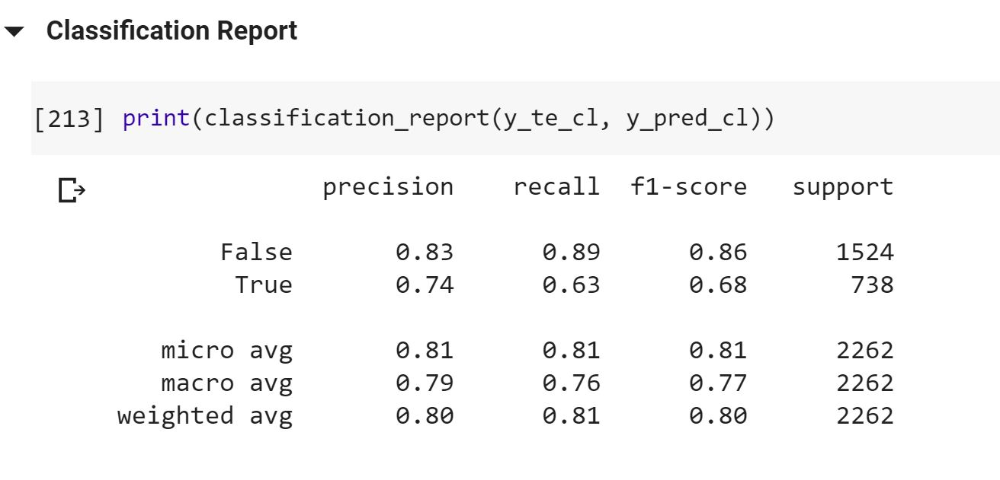 Classification Report
[213] print(classification_report(y_te_cl, y_pred_cl))
precision recall f1-score support
False 0.83 0.89 0.86 1524
True 0.74 0.63 0.68 738
micro avg 0.81 0.81 0.81 2262
macro avg 0.79 0.76 0.77 2262
weighted avg 0.80 0.81 0.80 2262